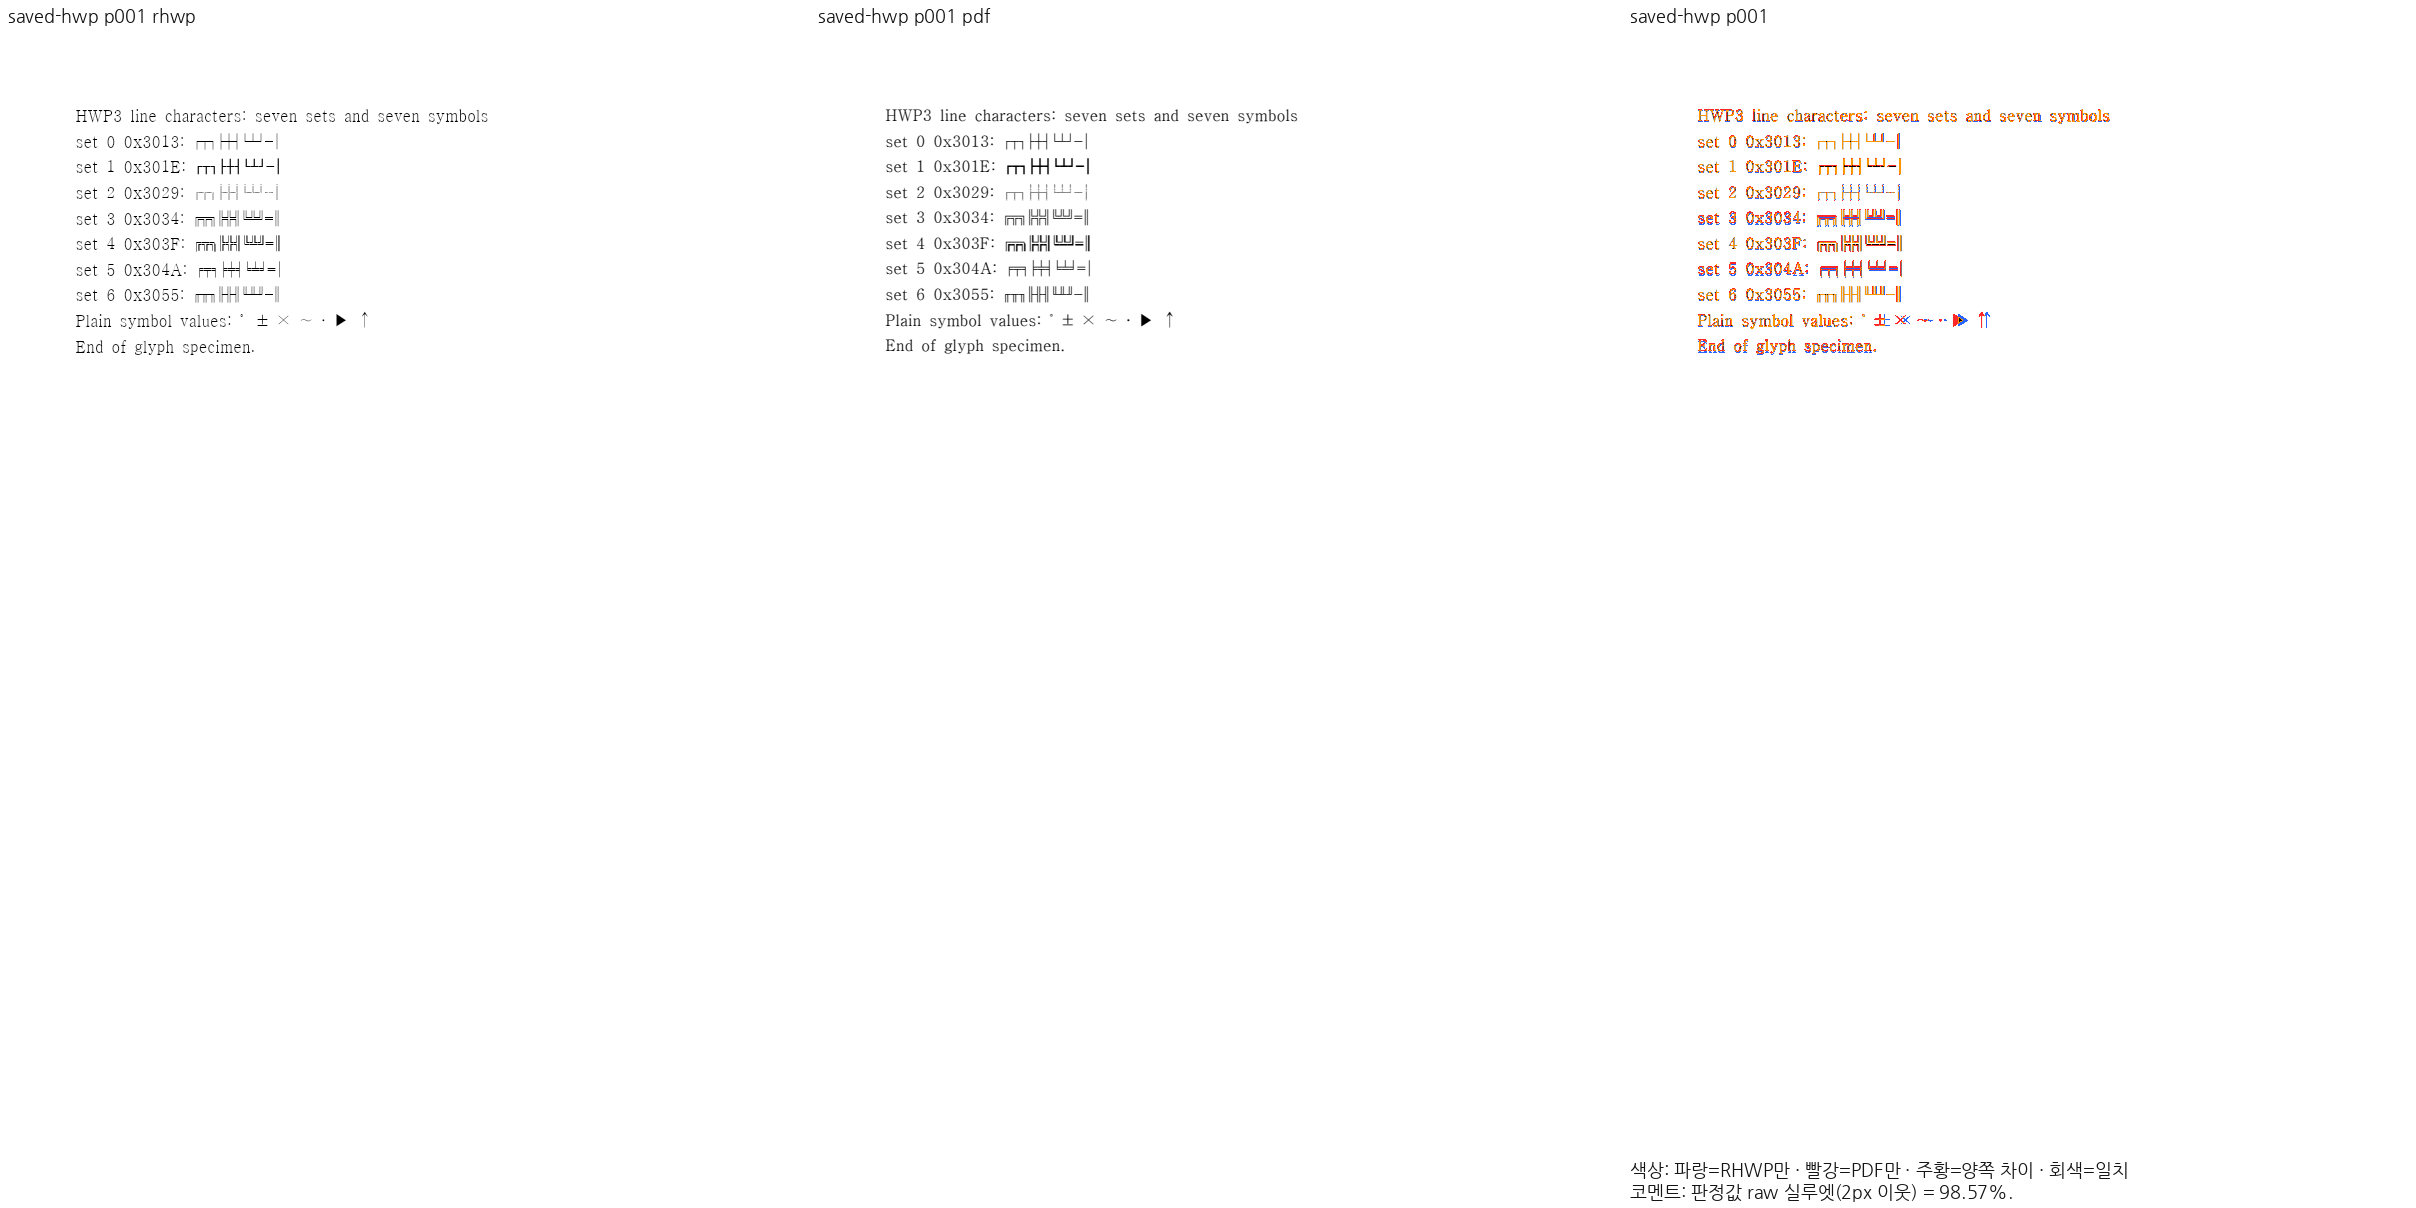 saved-hwp p001 rhwp
HWP3 line characters: seven sets and seven symbols
set 0 0x3013: ┌┬┐├┼┤└┴┘─│
set 1 0x301E: ┏┳┓┣╋┫┗┻┛━┃
set 2 0x3029: ┌┬┐├┼┤└┴┘┄┆
set 3 0x3034: ╔╦╗╠╬╣╚╩╝═║
set 4 0x303F: ╔╦╗╠╬╣╚╩╝═║
set 5 0x304A: ╒╤╕╞╪╡╘╧╛═│
set 6 0x3055: ╓╥╖╟╫╢╙╨╜─║
Plain symbol values: ° ± × ~ · ▶ ↑
End of glyph specimen.
saved-hwp p001 pdf
HWP3 line characters: seven sets and seven symbols
set 0 0x3013: ┌┬┐├┼┤└┴┘─│
set 1 0x301E: ┏┳┓┣╋┫┗┻┛━┃
set 2 0x3029: ┌┬┐├┼┤└┴┘─│
set 3 0x3034: ╔╦╗╠╬╣╚╩╝═║
set 4 0x303F: ╔╦╗╠╬╣╚╩╝═║
set 5 0x304A: ╒╤╕╞╪╡╘╧╛═│
set 6 0x3055: ╓╥╖╟╫╢╙╨╜─║
Plain symbol values: ° ± × ~ · ▶ ↑
End of glyph specimen.
saved-hwp p001
HWP3 line characters: seven sets and seven symbols
set 0 0x3013:
set 1 0x301E:
set 2 0x3029:
set 3 0x3034:
set 4 0x303F:
set 5 0x304A:
set 6 0x3055:
Plain symbol values:
End of glyph specimen.
색상: 파랑=RHWP만 · 빨강=PDF만 · 주황=양쪽 차이 · 회색=일치
코멘트: 판정값 raw 실루엣(2px 이웃) = 98.57%.